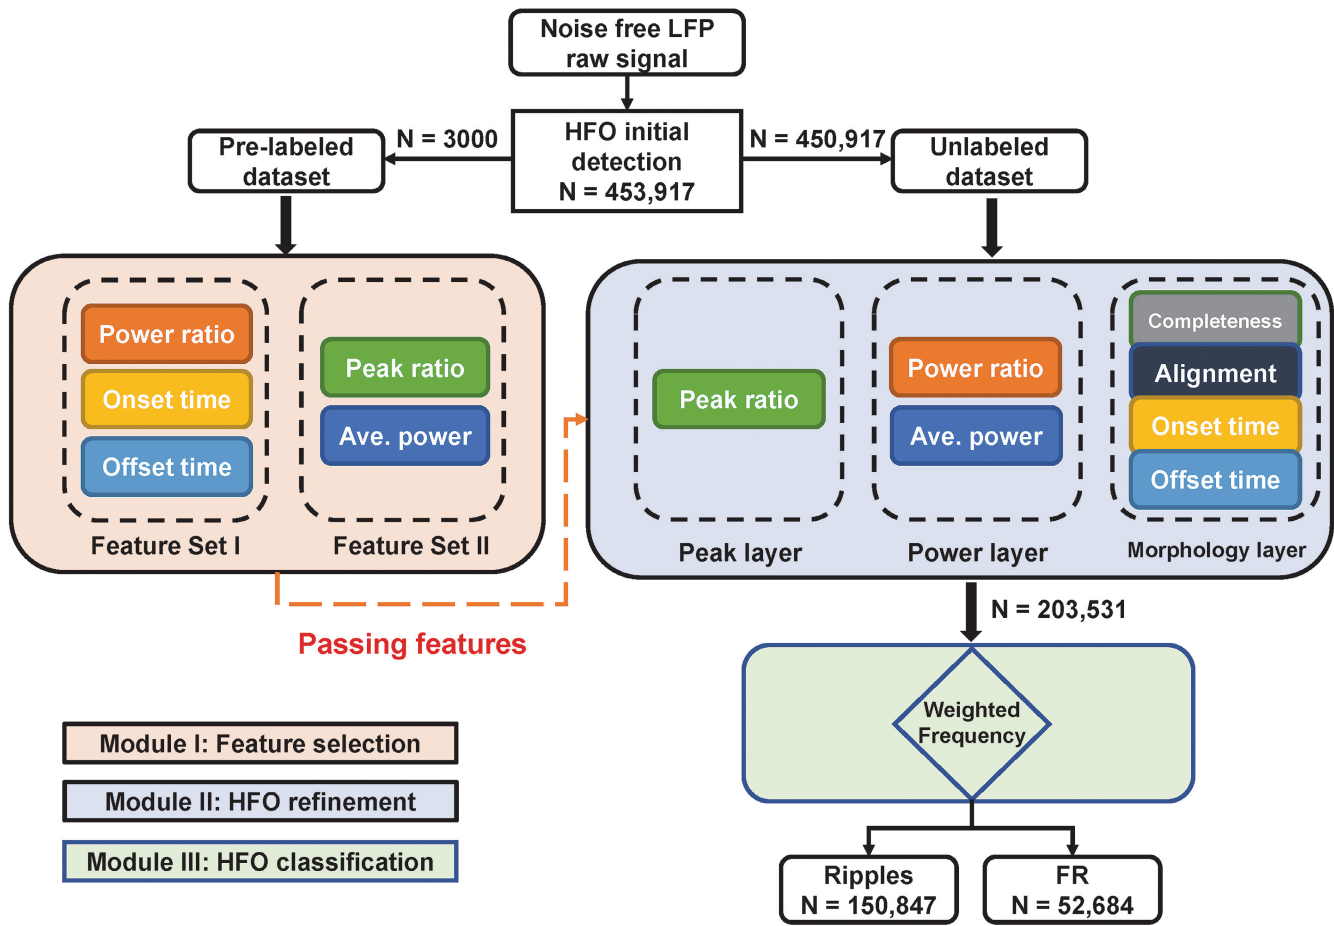 Noise free LFP
raw signal
N = 3000
HFO initial
detection
N = 453,917
N = 450,917
Pre-labeled
dataset
Unlabeled
dataset
Power ratio
Onset time
Offset time
Feature Set I
Peak ratio
Ave. power
Feature Set II
Peak ratio
Peak layer
Power ratio
Ave. power
Power layer
Completeness
Alignment
Onset time
Offset time
Morphology layer
Passing features
N = 203,531
Weighted
Frequency
Module I: Feature selection
Module II: HFO refinement
Module III: HFO classification
Ripples
N = 150,847
FR
N = 52,684